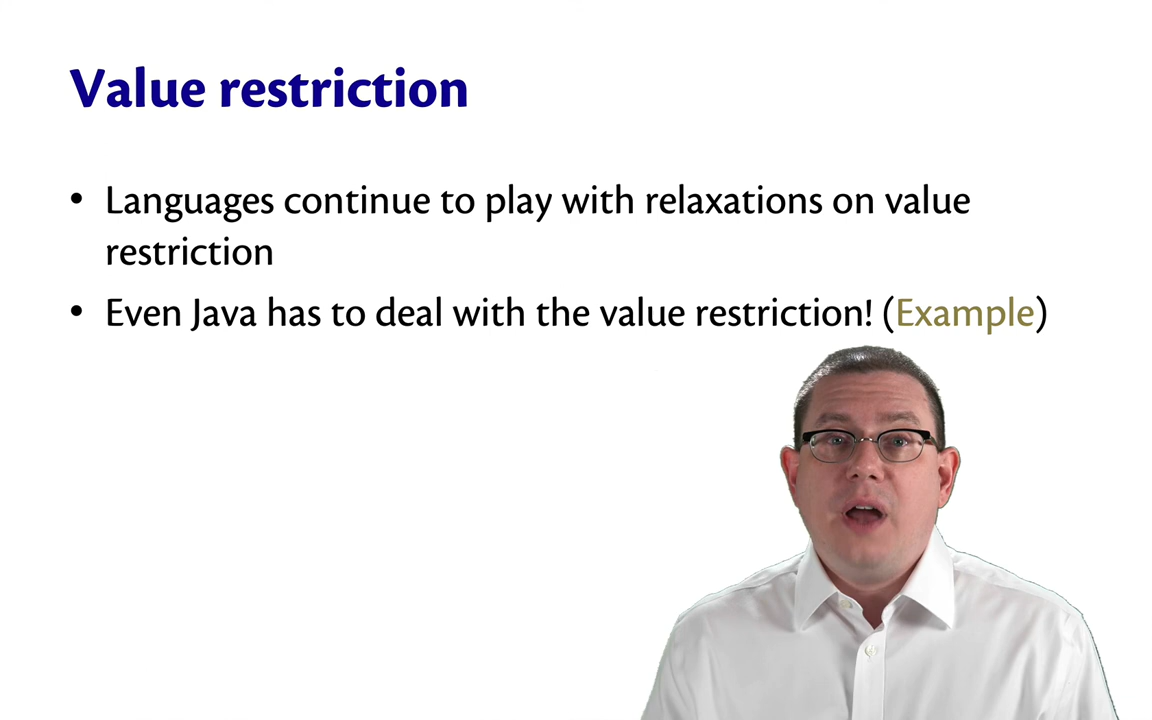 Value restriction
• Languages continue to play with relaxations on value
restriction
• Even Java has to deal with the value restriction! (Example)